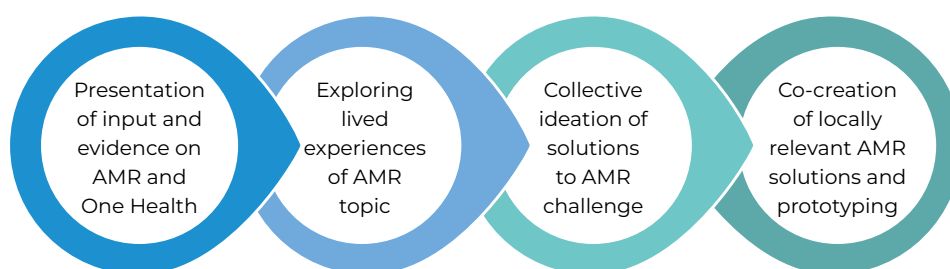 Presentation
of input and
evidence on
AMR and
One Health
Exploring
lived
experiences
of AMR
topic
Collective
ideation of
solutions
to AMR
challenge
Co-creation
of locally
relevant AMR
solutions and
prototyping